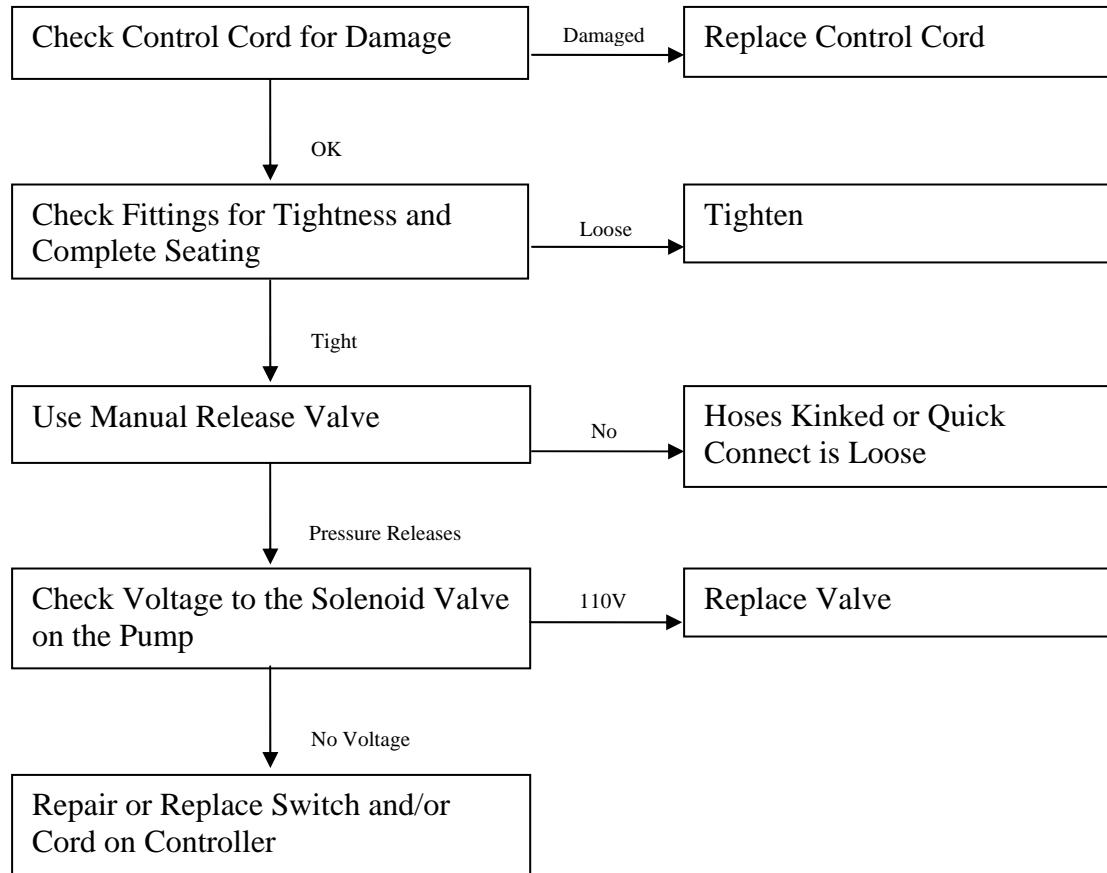 Check Control Cord for Damage
Damaged
Replace Control Cord
OK
Check Fittings for Tightness and
Complete Seating
Loose
Tighten
Tight
Use Manual Release Valve
No
Hoses Kinked or Quick
Connect is Loose
Pressure Releases
Check Voltage to the Solenoid Valve
on the Pump
110V
Replace Valve
No Voltage
Repair or Replace Switch and/or
Cord on Controller